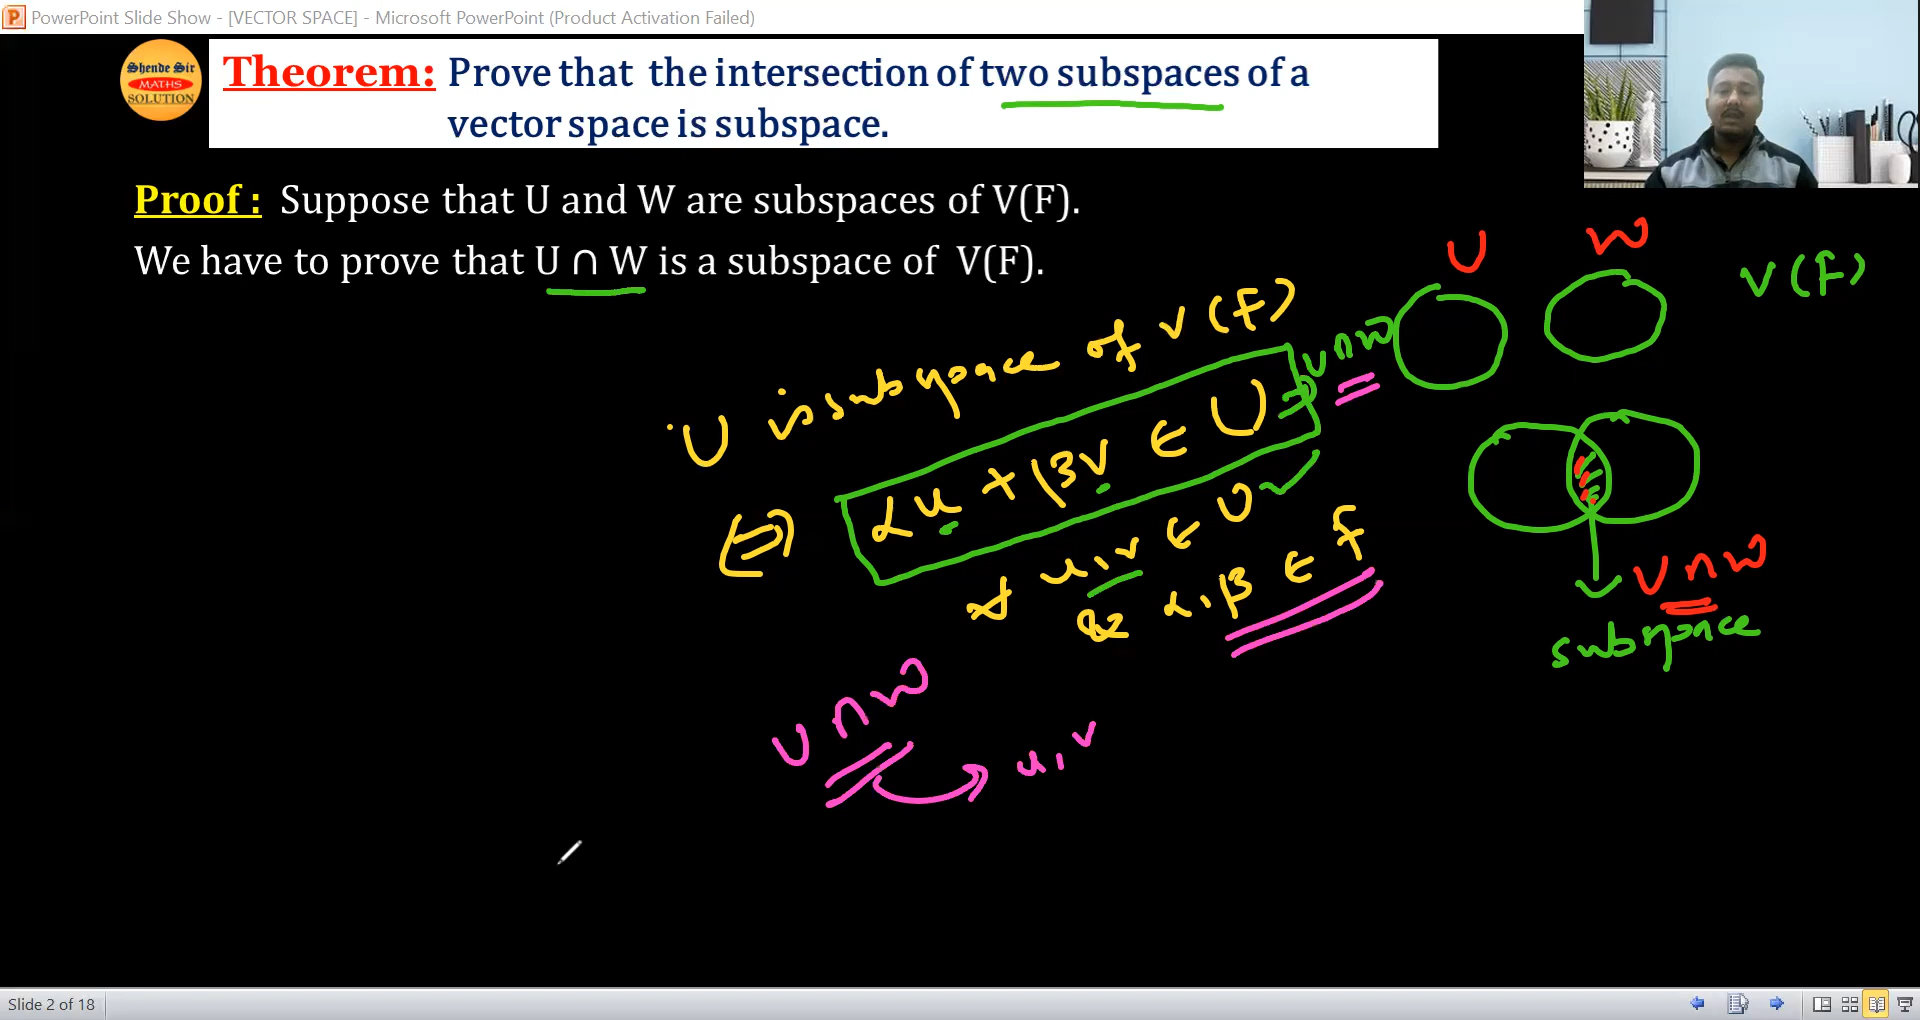 PowerPoint Slide Show - [VECTOR SPACE] - Microsoft PowerPoint (Product Activation Failed)
Shende Sir
MATHS
SOLUTION
Theorem: Prove that the intersection of two subspaces of a
vector space is subspace.
Proof : Suppose that U and W are subspaces of V(F).
We have to prove that U ∩ W is a subspace of V(F).
U W
V(F)
U is subspace of V(F)
U∩W
⇔ αu + βv ∈ U
∀ u, v ∈ U
& α, β ∈ F
U∩W
subspace
U∩W
u, v
Slide 2 of 18